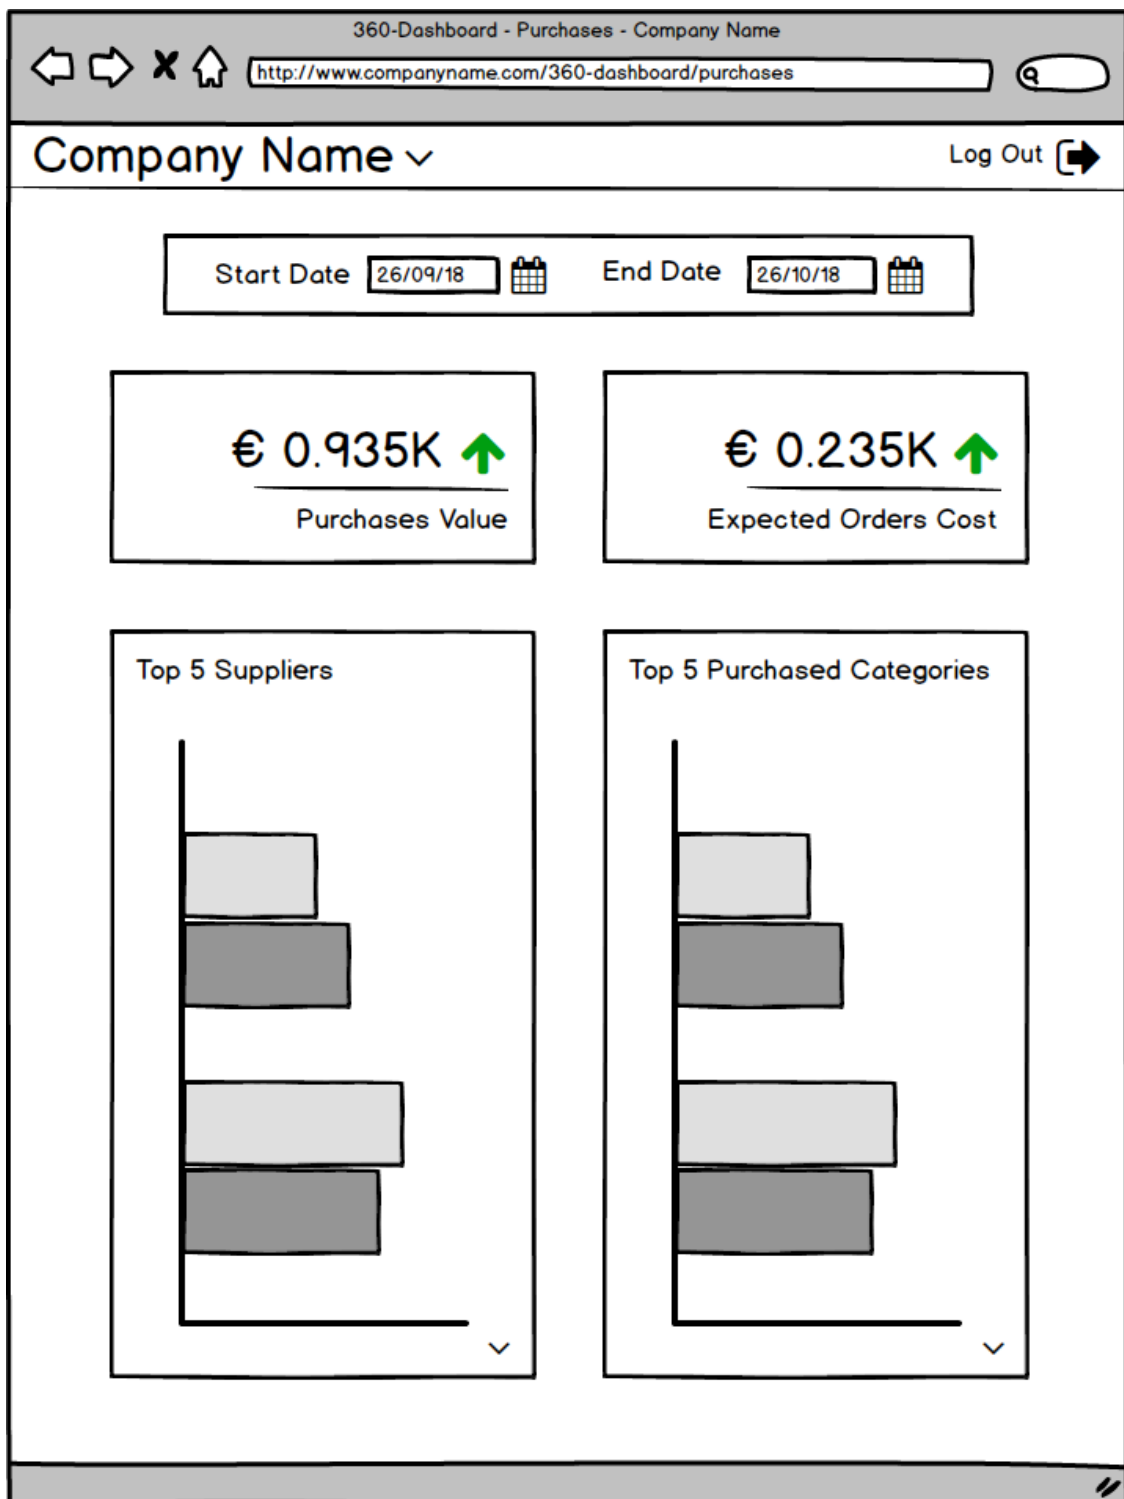 360-Dashboard - Purchases - Company Name
http://www.companyname.com/360-dashboard/purchases
Company Name
Log Out
Start Date 26/09/18 End Date 26/10/18
€ 0.935K
Purchases Value
€ 0.235K
Expected Orders Cost
Top 5 Suppliers
Top 5 Purchased Categories